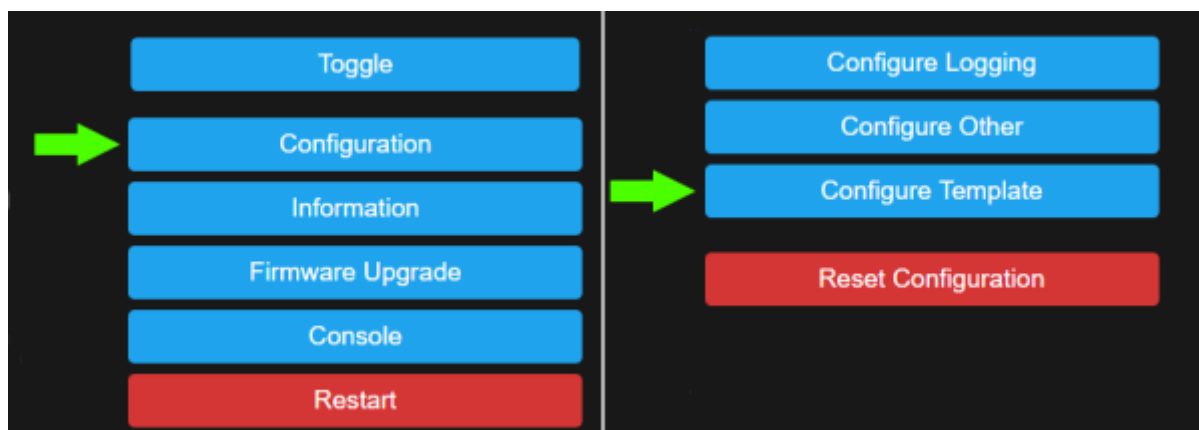 Toggle
Configuration
Information
Firmware Upgrade
Console
Restart
Configure Logging
Configure Other
Configure Template
Reset Configuration